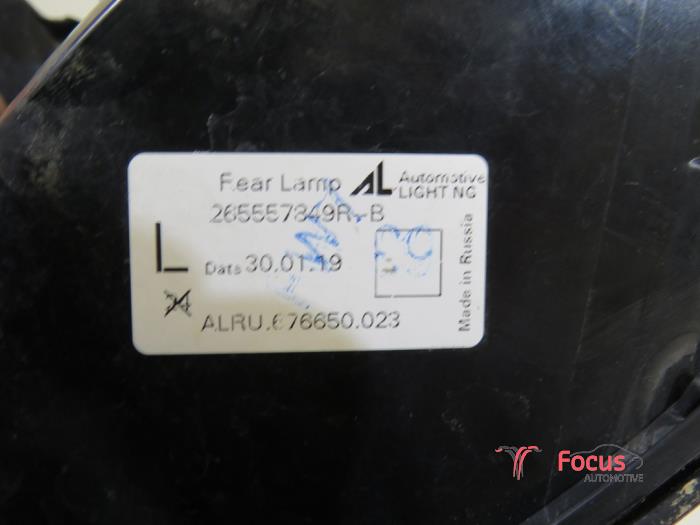 Rear Lamp AL Automotive
LIGHTING
265557849R-B
L
Date 30.01.19
ALRU.676650.023
Made in Russia
Focus
AUTOMOTIVE